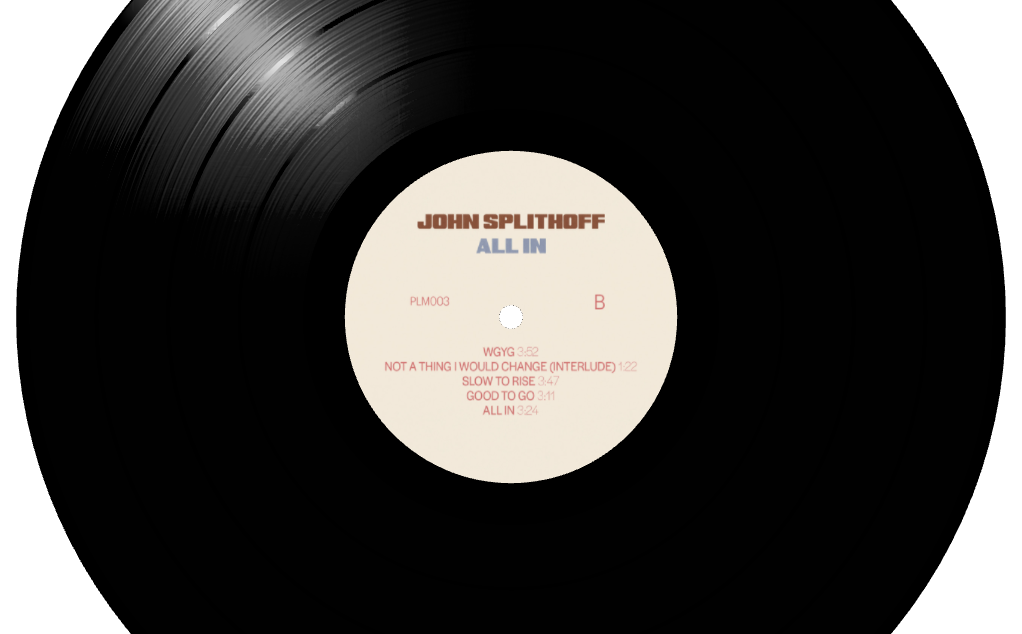 JOHN SPLITHOFF
ALL IN
PLM003 B
WGYG 3:52
NOT A THING I WOULD CHANGE (INTERLUDE) 1:22
SLOW TO RISE 3:47
GOOD TO GO 3:11
ALL IN 3:24